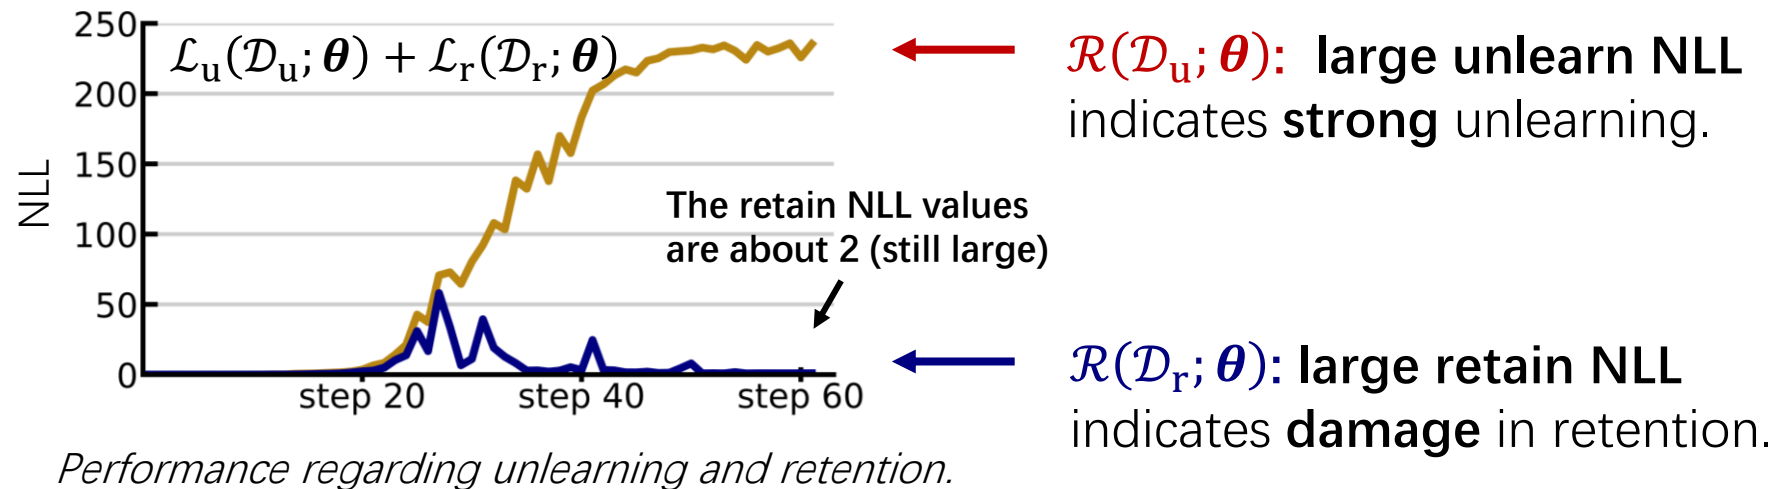 250
200
150
100
50
0
NLL
ℒu(𝒟u; θ) + ℒr(𝒟r; θ)
The retain NLL values
are about 2 (still large)
step 20 step 40 step 60
Performance regarding unlearning and retention.
ℛ(𝒟u; θ): large unlearn NLL
indicates strong unlearning.
ℛ(𝒟r; θ): large retain NLL
indicates damage in retention.